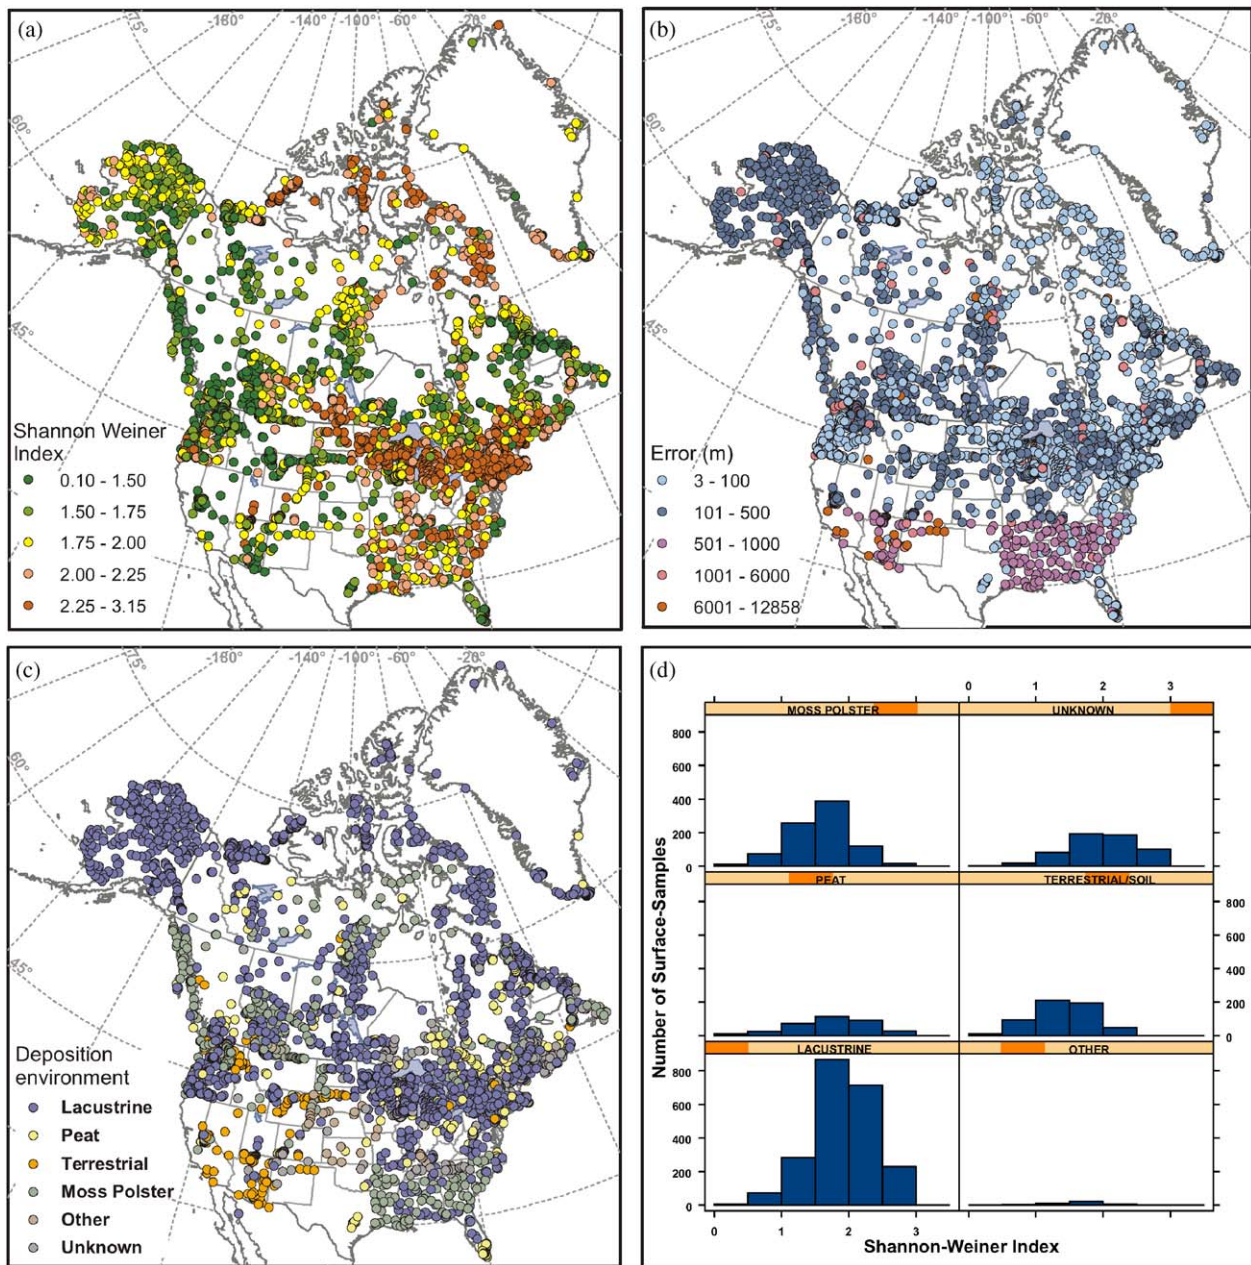 (a)
-75°
-160°
-140°
-100°
-60°
-20°
60°
45°
Shannon Weiner
Index
0.10 - 1.50
1.50 - 1.75
1.75 - 2.00
2.00 - 2.25
2.25 - 3.15
(b)
-75°
-160°
-140°
-100°
-60°
-20°
60°
45°
Error (m)
3 - 100
101 - 500
501 - 1000
1001 - 6000
6001 - 12858
(c)
75°
-180°
-140°
-100°
-60°
20°
60°
45°
Deposition
environment
Lacustrine
Peat
Terrestrial
Moss Polster
Other
Unknown
(d)
0 1 2 3
MOSS POLSTER UNKNOWN
800
600
400
200
0
PEAT TERRESTRIAL/SOIL
800
600
400
200
0
LACUSTRINE OTHER
800
600
400
200
0
0 1 2 3
Number of Surface-Samples
Shannon-Weiner Index